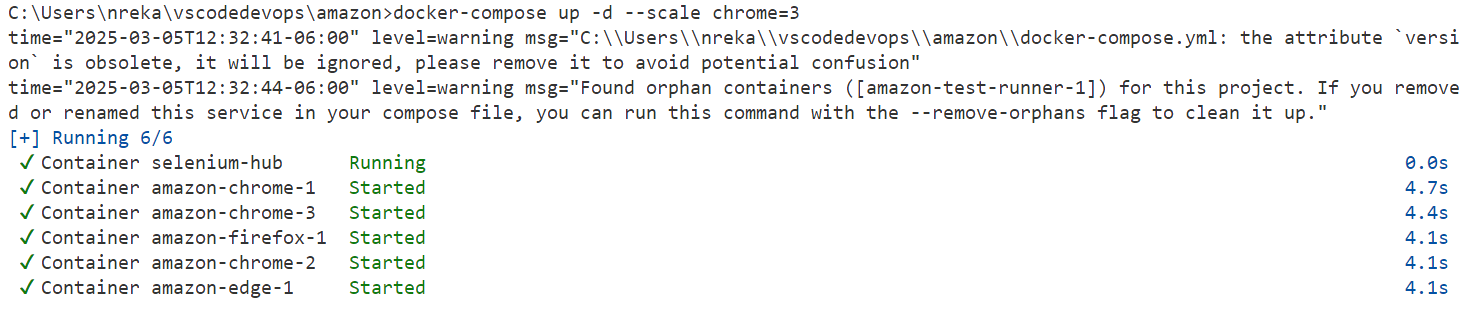 C:\Users\nreka\vscodedevops\amazon>docker-compose up -d --scale chrome=3
time="2025-03-05T12:32:41-06:00" level=warning msg="C:\\Users\\nreka\\vscodedevops\\amazon\\docker-compose.yml: the attribute `versi
on` is obsolete, it will be ignored, please remove it to avoid potential confusion"
time="2025-03-05T12:32:44-06:00" level=warning msg="Found orphan containers ([amazon-test-runner-1]) for this project. If you remove
d or renamed this service in your compose file, you can run this command with the --remove-orphans flag to clean it up."
[+] Running 6/6
✓ Container selenium-hub Running 0.0s
✓ Container amazon-chrome-1 Started 4.7s
✓ Container amazon-chrome-3 Started 4.4s
✓ Container amazon-firefox-1 Started 4.1s
✓ Container amazon-chrome-2 Started 4.1s
✓ Container amazon-edge-1 Started 4.1s